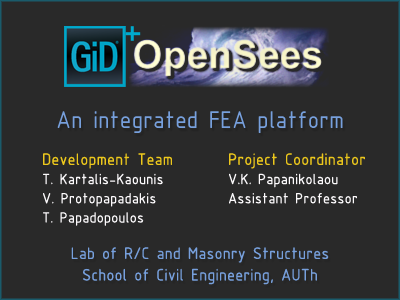 GiD+ OpenSees
An integrated FEA platform
Development Team
T. Kartalis-Kaounis
V. Protopapadakis
T. Papadopoulos
Project Coordinator
V.K. Papanikolaou
Assistant Professor
Lab of R/C and Masonry Structures
School of Civil Engineering, AUTh